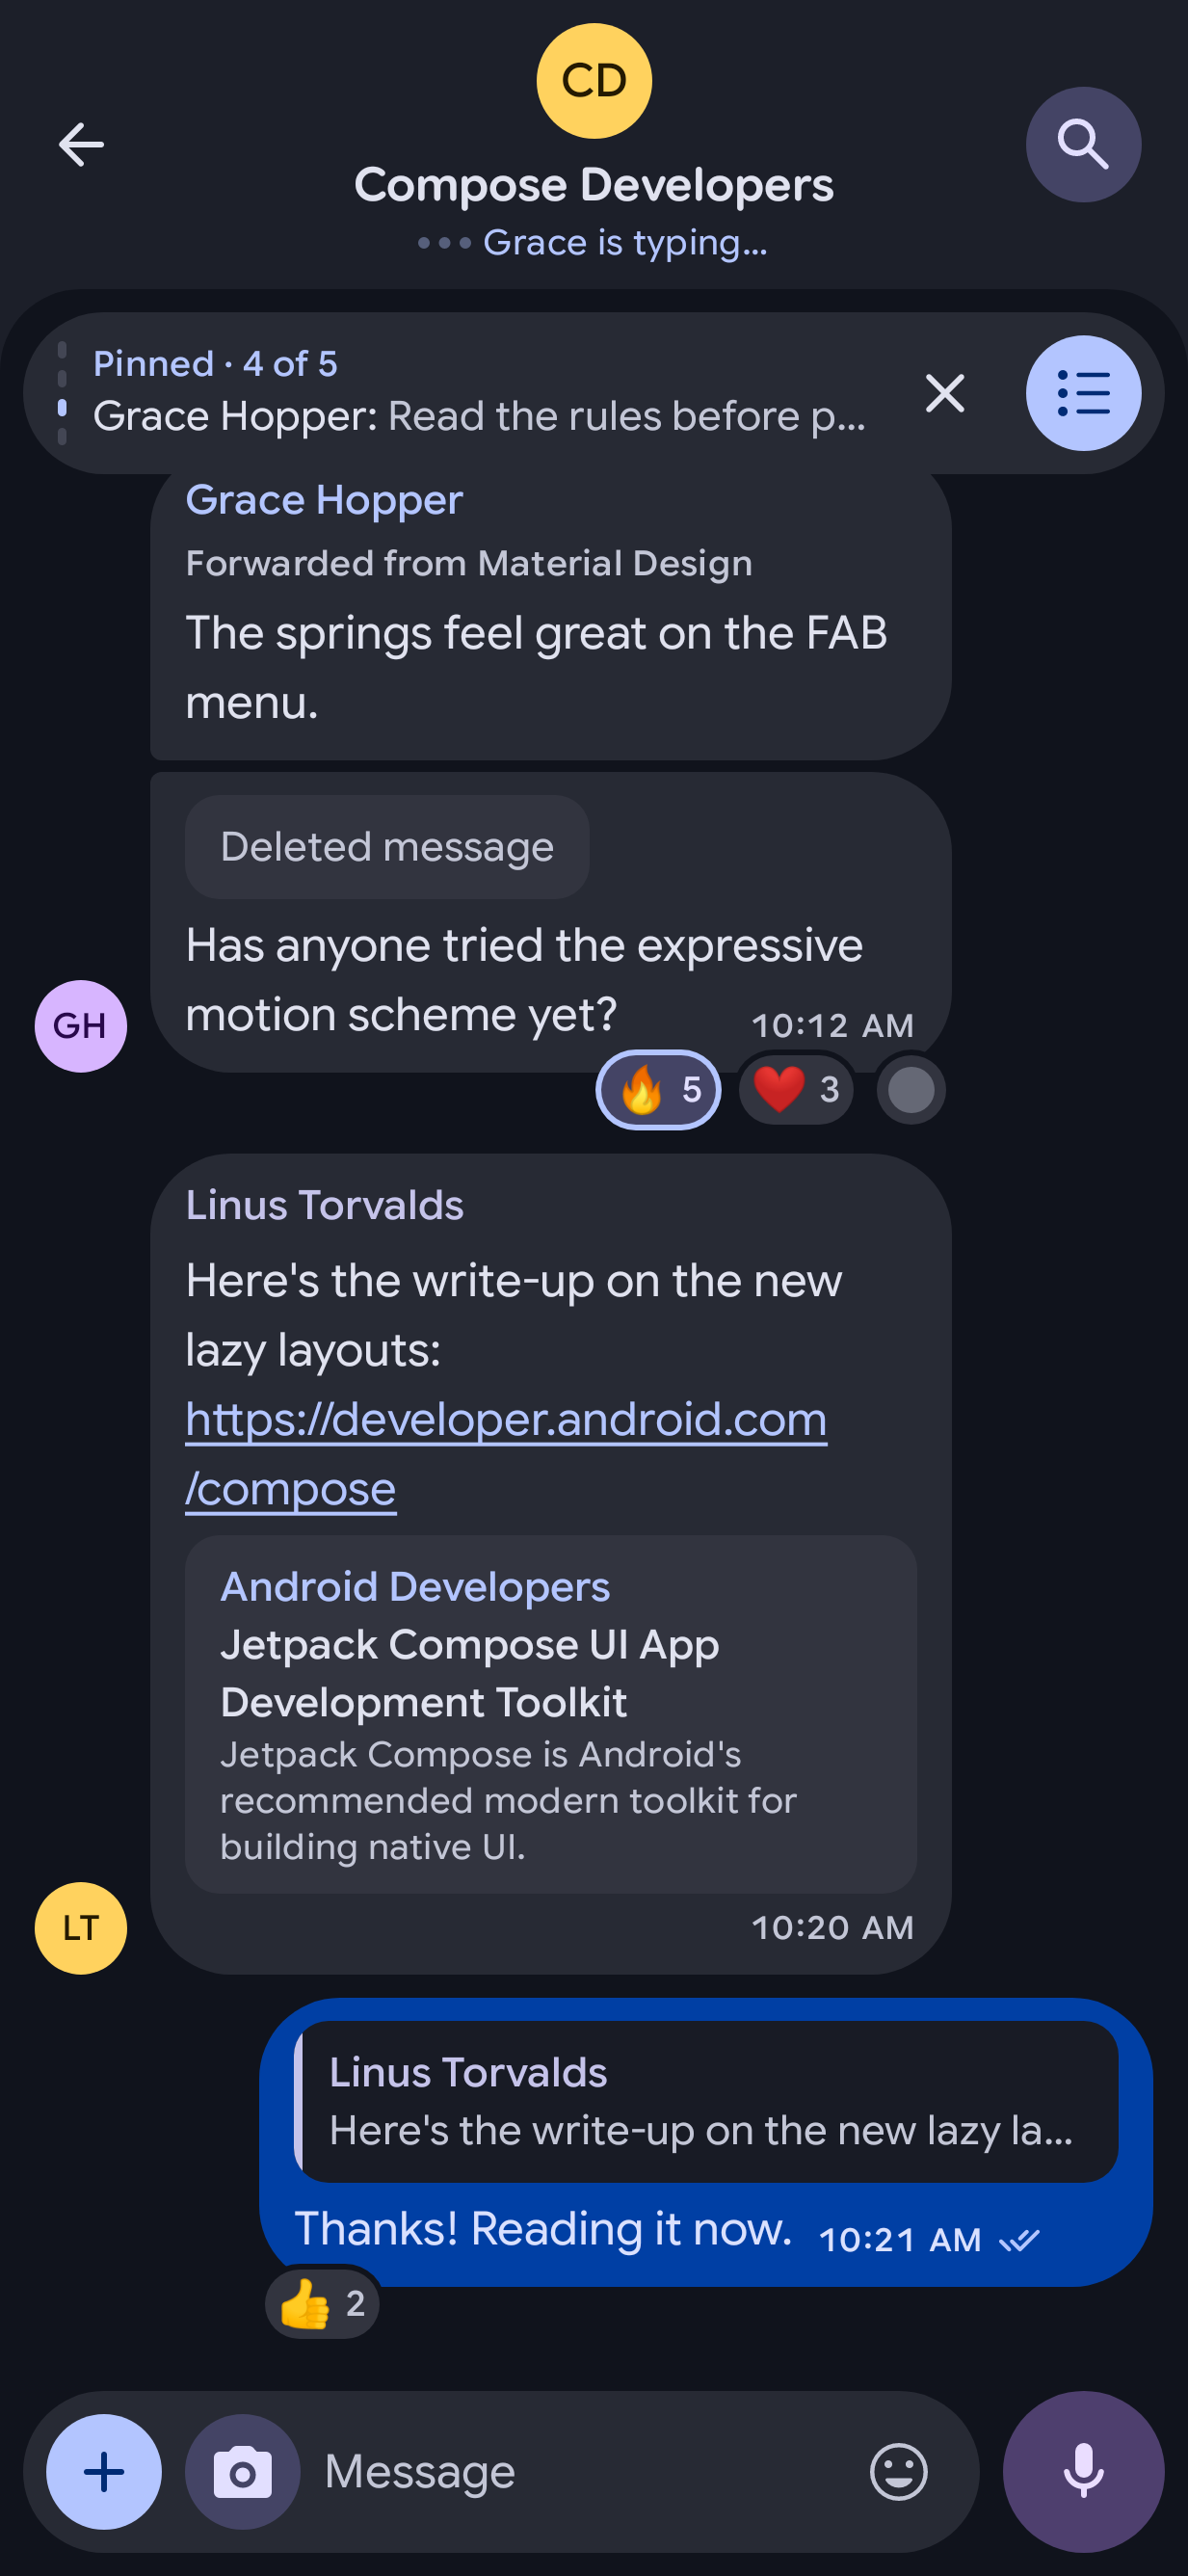 CD
Compose Developers
Grace is typing...
Pinned · 4 of 5
Grace Hopper: Read the rules before p...
Grace Hopper
Forwarded from Material Design
The springs feel great on the FAB
menu.
Deleted message
Has anyone tried the expressive
motion scheme yet?
10:12 AM
GH
🔥 5
❤️ 3
Linus Torvalds
Here's the write-up on the new
lazy layouts:
https://developer.android.com
/compose
Android Developers
Jetpack Compose UI App
Development Toolkit
Jetpack Compose is Android's
recommended modern toolkit for
building native UI.
10:20 AM
LT
Linus Torvalds
Here's the write-up on the new lazy la...
Thanks! Reading it now. 10:21 AM
👍 2
Message